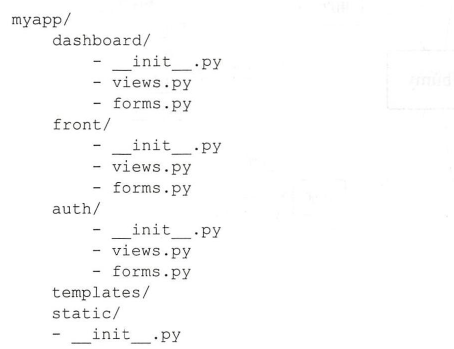 myapp/
dashboard/
- __init__.py
- views.py
- forms.py
front/
- __init__.py
- views.py
- forms.py
auth/
- __init__.py
- views.py
- forms.py
templates/
static/
- __init__.py